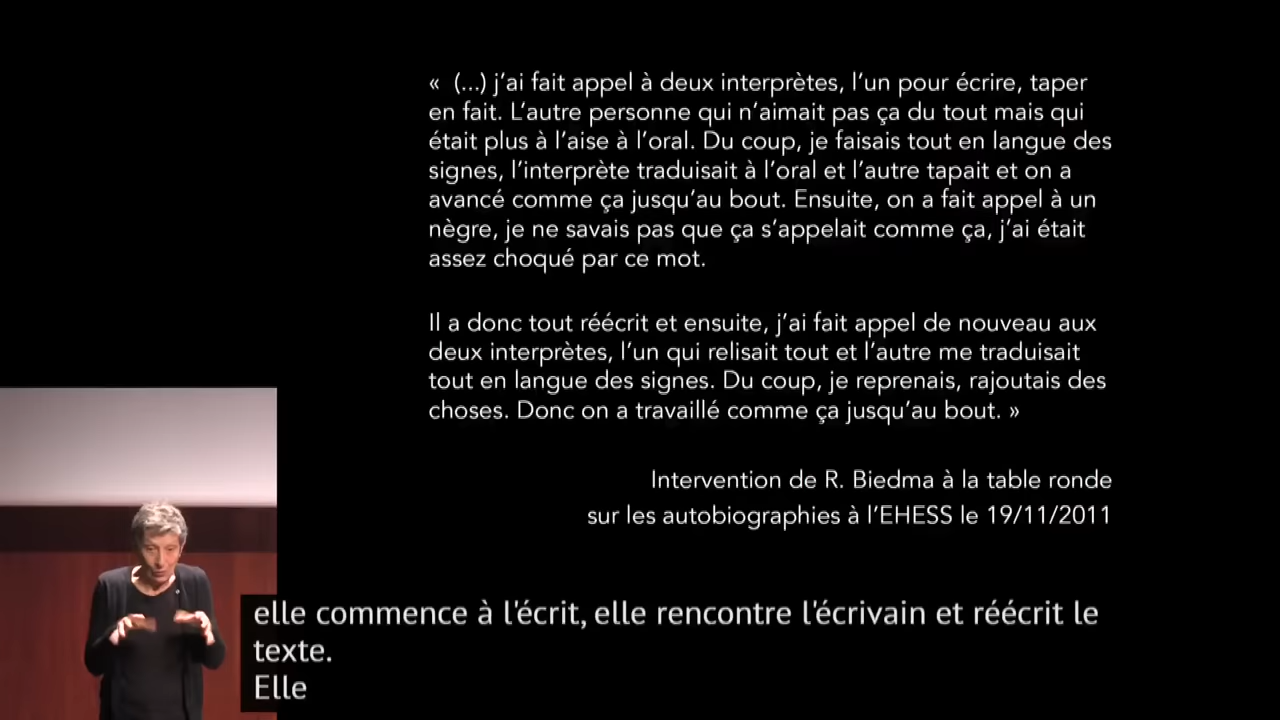 «  (...) j’ai fait appel à deux interprètes, l’un pour écrire, taper
en fait. L’autre personne qui n’aimait pas ça du tout mais qui
était plus à l’aise à l’oral. Du coup, je faisais tout en langue des
signes, l’interprète traduisait à l’oral et l’autre tapait et on a
avancé comme ça jusqu’au bout. Ensuite, on a fait appel à un
nègre, je ne savais pas que ça s’appelait comme ça, j’ai était
assez choqué par ce mot.
Il a donc tout réécrit et ensuite, j’ai fait appel de nouveau aux
deux interprètes, l’un qui relisait tout et l’autre me traduisait
tout en langue des signes. Du coup, je reprenais, rajoutais des
choses. Donc on a travaillé comme ça jusqu’au bout. »
Intervention de R. Biedma à la table ronde
sur les autobiographies à l’EHESS le 19/11/2011
elle commence à l'écrit, elle rencontre l'écrivain et réécrit le
texte.
Elle